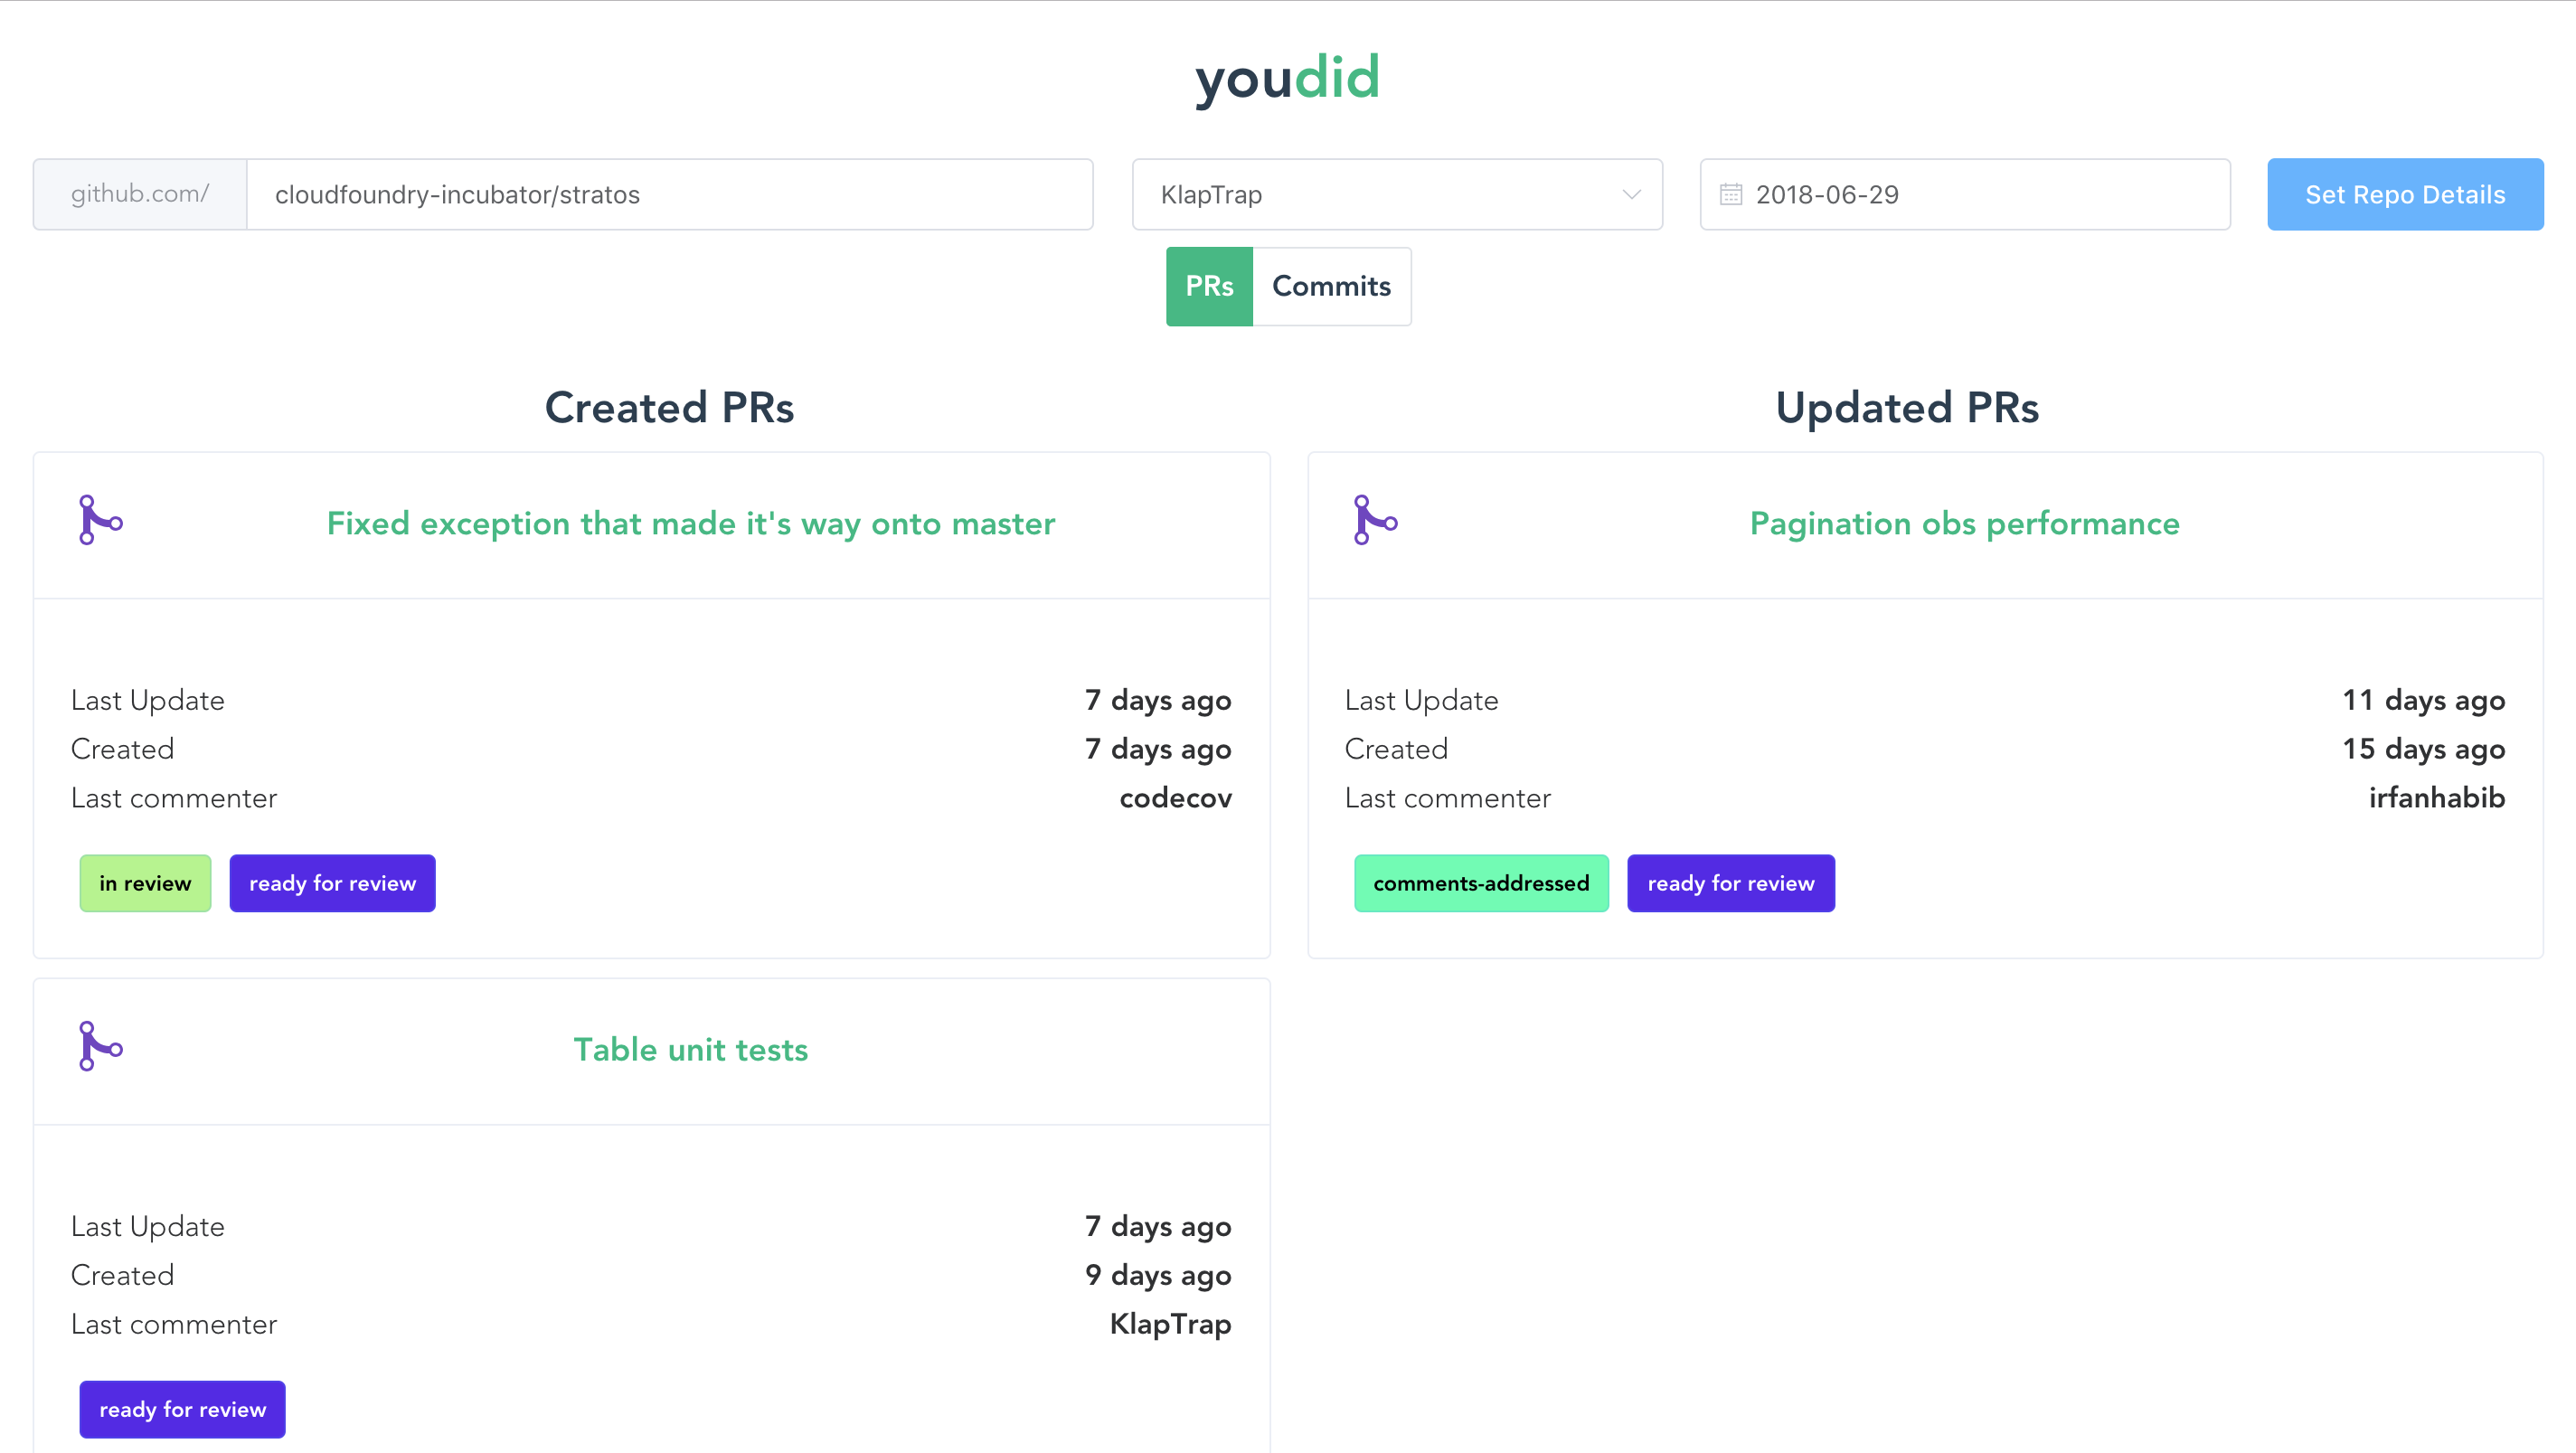 youdid
github.com/ cloudfoundry-incubator/stratos KlapTrap 2018-06-29 Set Repo Details
PRs Commits
Created PRs
Fixed exception that made it's way onto master
Last Update 7 days ago
Created 7 days ago
Last commenter codecov
in review ready for review
Table unit tests
Last Update 7 days ago
Created 9 days ago
Last commenter KlapTrap
ready for review
Updated PRs
Pagination obs performance
Last Update 11 days ago
Created 15 days ago
Last commenter irfanhabib
comments-addressed ready for review